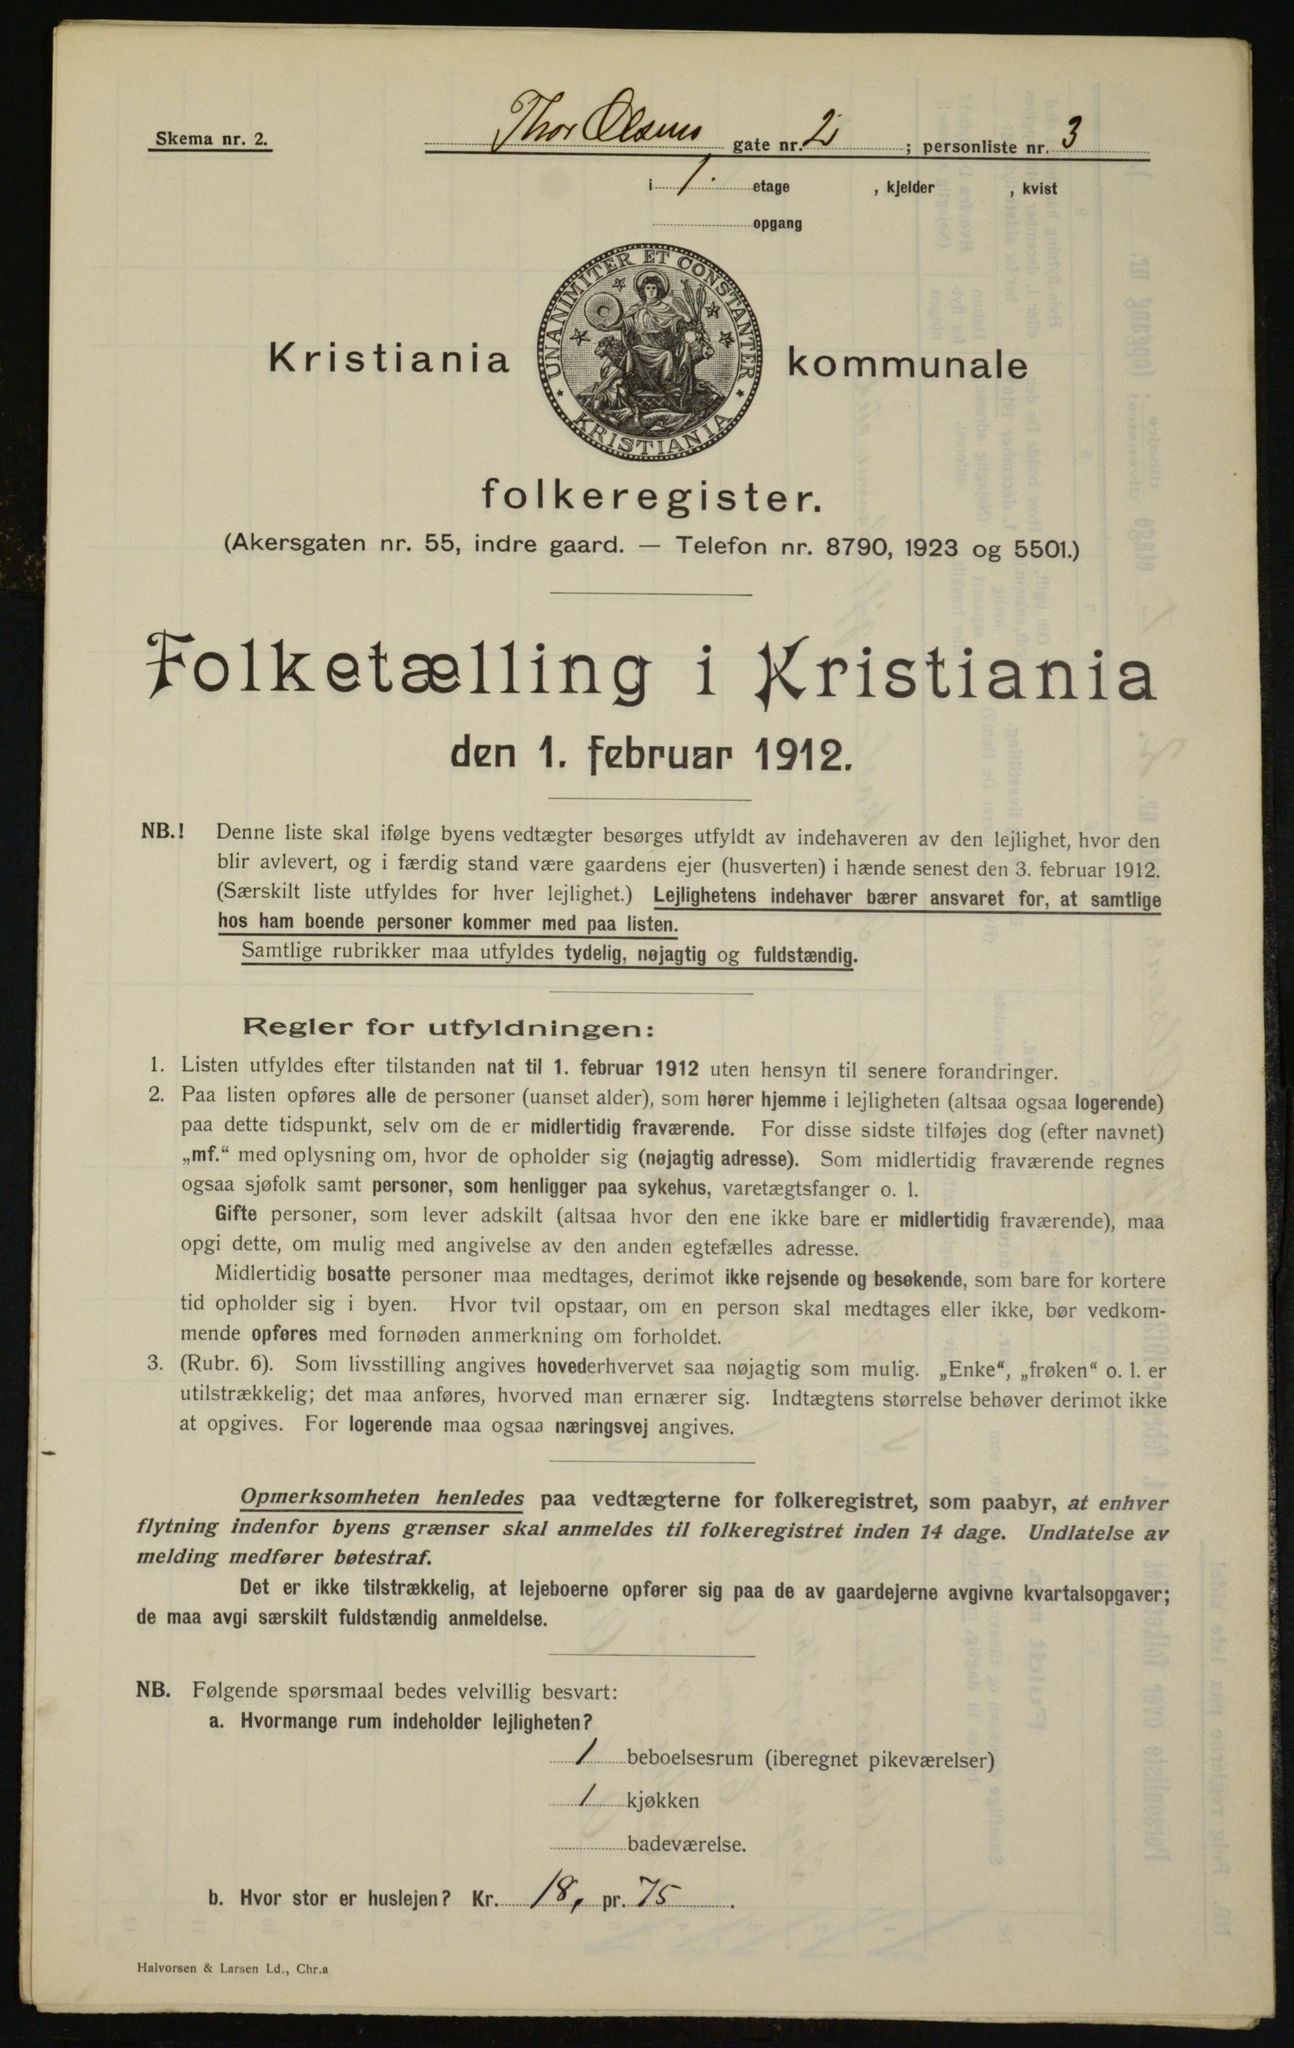 Skema nr. 2.
Thor Olsens gate nr. 2 ; personliste nr. 3
i 1. etage , kjelder , kvist
opgang
UNANIMITER ET CONSTANTER
KRISTIANIA
Kristiania kommunale
folkeregister.
(Akersgaten nr. 55, indre gaard. — Telefon nr. 8790, 1923 og 5501.)
Folketælling i Kristiania
den 1. februar 1912.
NB.! Denne liste skal ifølge byens vedtægter besørges utfyldt av indehaveren av den lejlighet, hvor den
blir avlevert, og i færdig stand være gaardens ejer (husverten) i hænde senest den 3. februar 1912.
(Særskilt liste utfyldes for hver lejlighet.) Lejlighetens indehaver bærer ansvaret for, at samtlige
hos ham boende personer kommer med paa listen.
Samtlige rubrikker maa utfyldes tydelig, nøjagtig og fuldstændig.
Regler for utfyldningen:
1. Listen utfyldes efter tilstanden nat til 1. februar 1912 uten hensyn til senere forandringer.
2. Paa listen opføres alle de personer (uanset alder), som hører hjemme i lejligheten (altsaa ogsaa logerende)
paa dette tidspunkt, selv om de er midlertidig fraværende. For disse sidste tilføjes dog (efter navnet)
„mf.“ med oplysning om, hvor de opholder sig (nøjagtig adresse). Som midlertidig fraværende regnes
ogsaa sjøfolk samt personer, som henligger paa sykehus, varetægtsfanger o. l.
Gifte personer, som lever adskilt (altsaa hvor den ene ikke bare er midlertidig fraværende), maa
opgi dette, om mulig med angivelse av den anden egtefælles adresse.
Midlertidig bosatte personer maa medtages, derimot ikke rejsende og besøkende, som bare for kortere
tid opholder sig i byen. Hvor tvil opstaar, om en person skal medtages eller ikke, bør vedkom-
mende opføres med fornøden anmerkning om forholdet.
3. (Rubr. 6). Som livsstilling angives hovederhvervet saa nøjagtig som mulig. „Enke“, „frøken“ o. l. er
utilstrækkelig; det maa anføres, hvorved man ernærer sig. Indtægtens størrelse behøver derimot ikke
at opgives. For logerende maa ogsaa næringsvej angives.
Opmerksomheten henledes paa vedtægterne for folkeregistret, som paabyr, at enhver
flytning indenfor byens grænser skal anmeldes til folkeregistret inden 14 dage. Undlatelse av
melding medfører bøtestraf.
Det er ikke tilstrækkelig, at lejeboerne opfører sig paa de av gaardejerne avgivne kvartalsopgaver;
de maa avgi særskilt fuldstændig anmeldelse.
NB. Følgende spørsmaal bedes velvillig besvart:
a. Hvormange rum indeholder lejligheten?
1 beboelsesrum (iberegnet pikeværelser)
1 kjøkken
badeværelse.
b. Hvor stor er huslejen? Kr. 18, pr. 75 .
Halvorsen & Larsen Ld., Chr.a